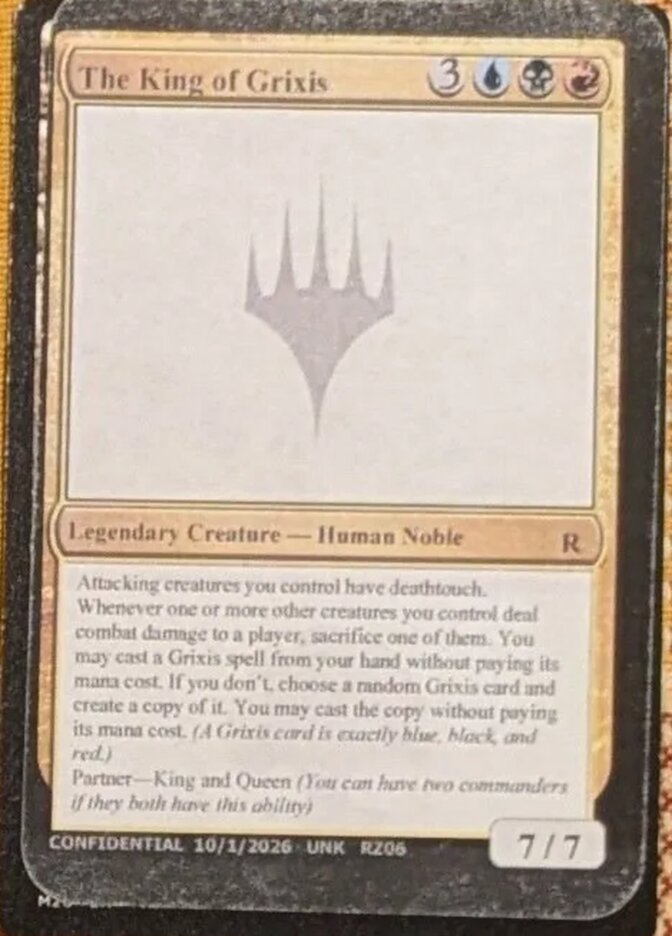 The King of Grixis 3
Legendary Creature — Human Noble R
Attacking creatures you control have deathtouch.
Whenever one or more other creatures you control deal
combat damage to a player, sacrifice one of them. You
may cast a Grixis spell from your hand without paying its
mana cost. If you don't, choose a random Grixis card and
create a copy of it. You may cast the copy without paying
its mana cost. (A Grixis card is exactly blue, black, and
red.)
Partner—King and Queen (You can have two commanders
if they both have this ability)
7/7
CONFIDENTIAL 10/1/2026 UNK RZ06